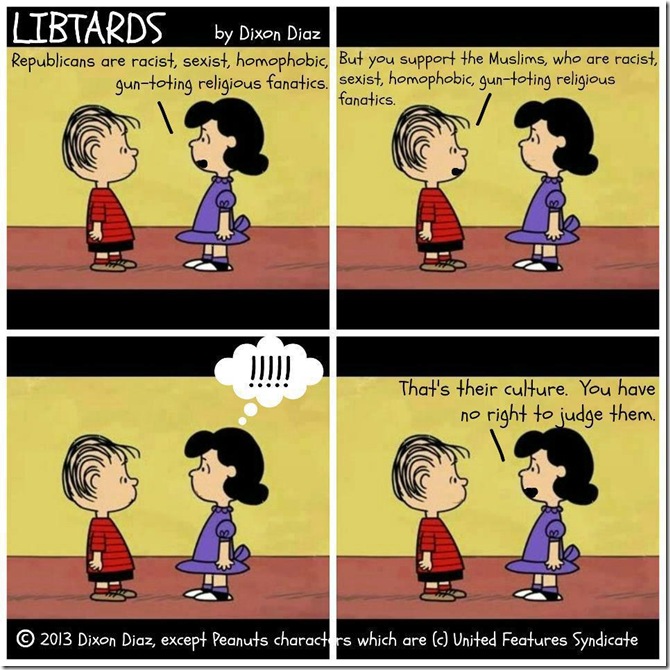 LIBTARDS by Dixon Diaz
Republicans are racist, sexist, homophobic,
gun-toting religious fanatics.
But you support the Muslims, who are racist,
sexist, homophobic, gun-toting religious
fanatics.
!!!!!
That's their culture. You have
no right to judge them.
© 2013 Dixon Diaz, except Peanuts characters which are (c) United Features Syndicate